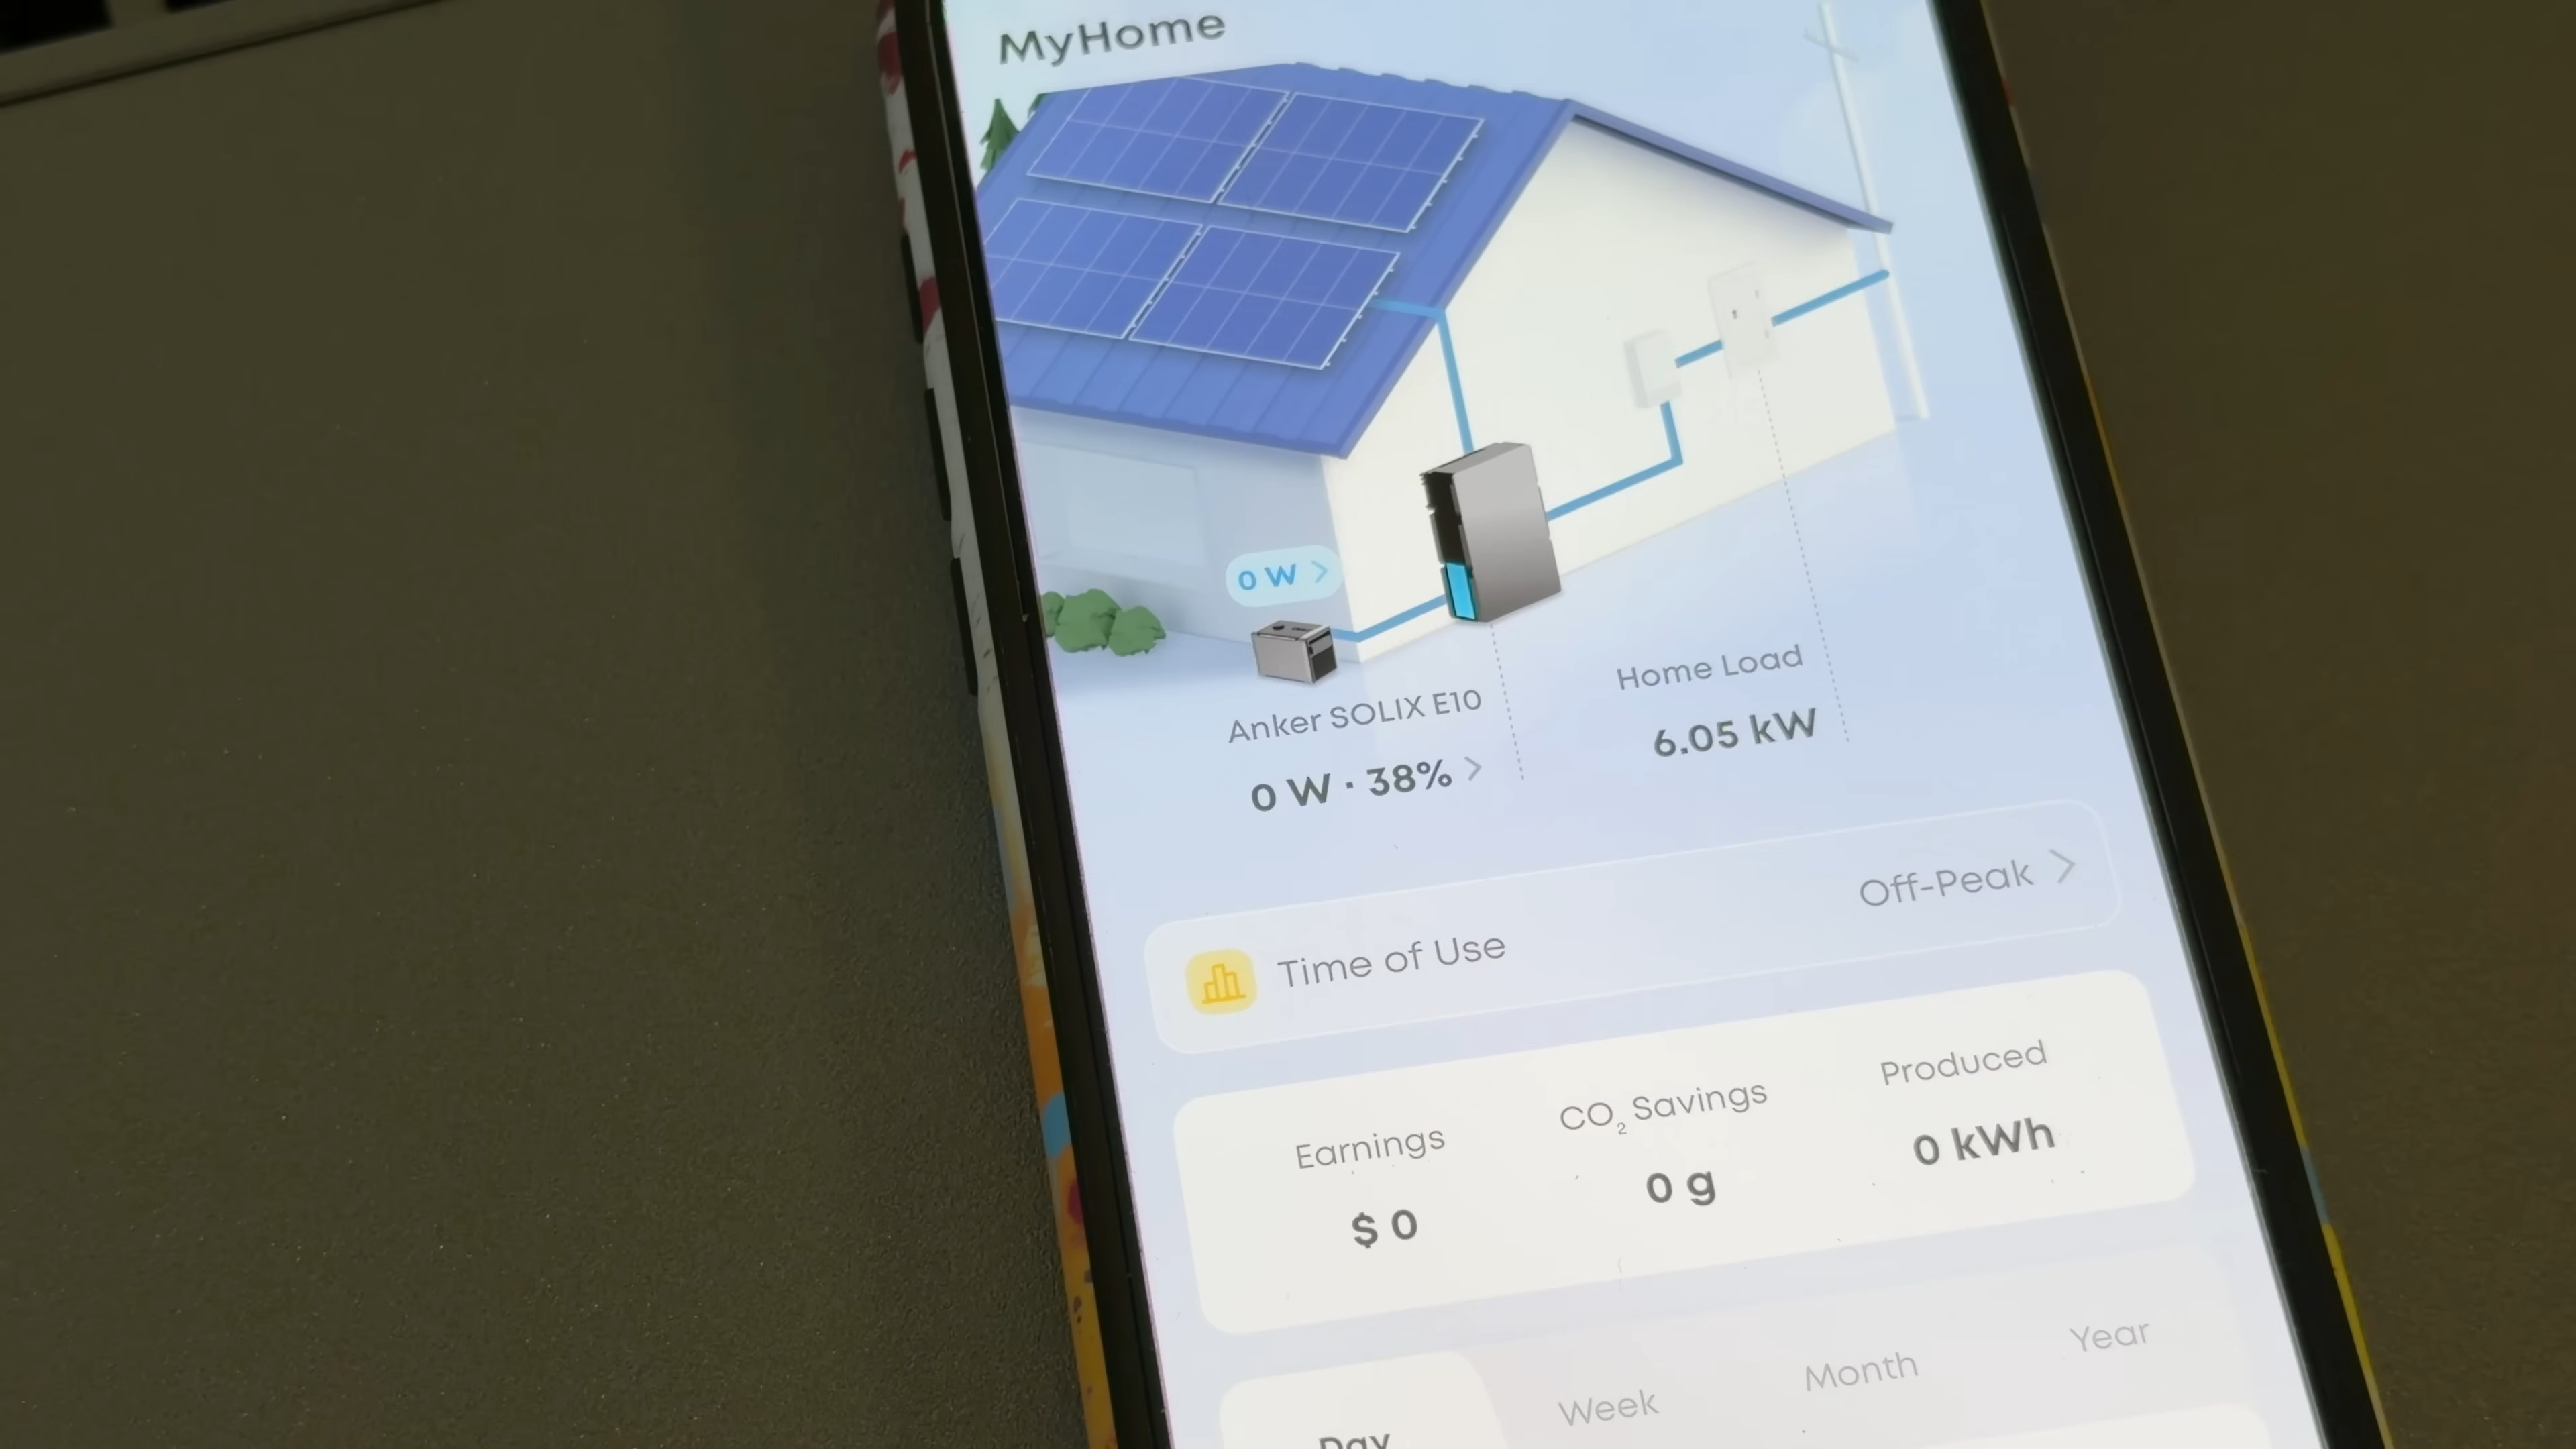 MyHome
0 W >
Anker SOLIX E10
0 W · 38% >
Home Load
6.05 kW
Time of Use
Off-Peak >
Earnings
$ 0
CO₂ Savings
0 g
Produced
0 kWh
Day
Week
Month
Year